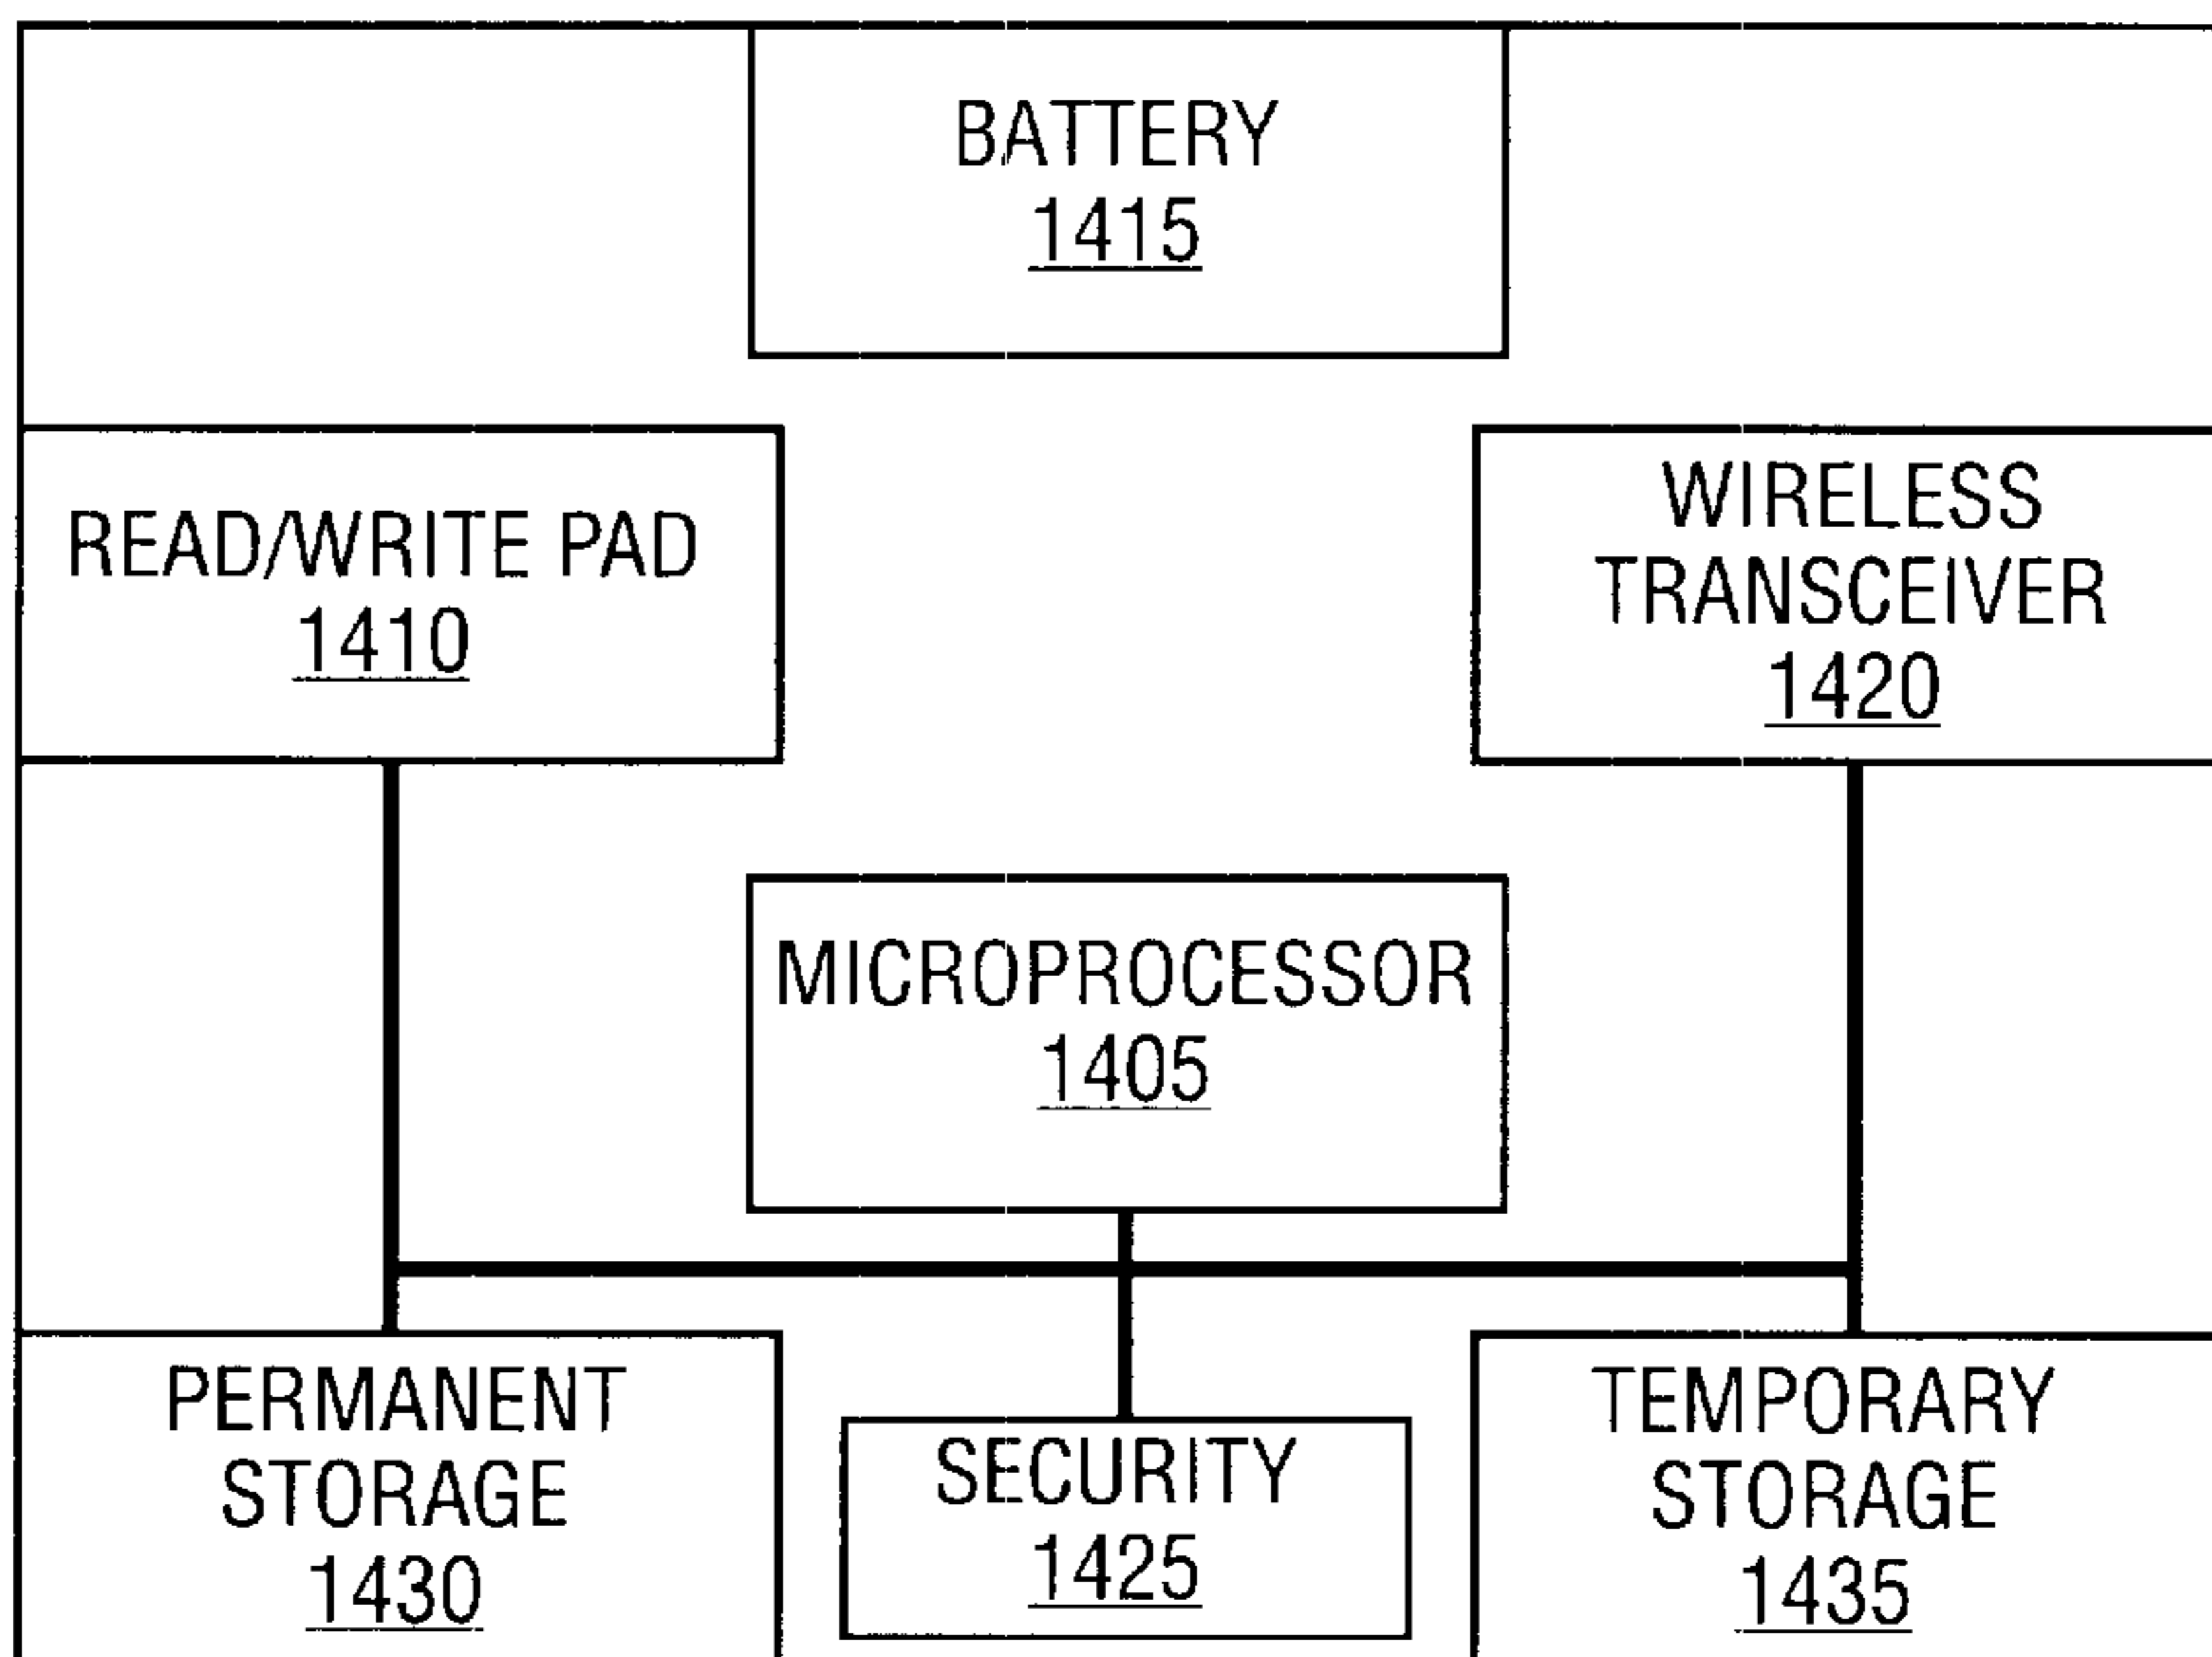 BATTERY
1415
READ/WRITE PAD
1410
WIRELESS
TRANSCEIVER
1420
MICROPROCESSOR
1405
PERMANENT
STORAGE
1430
SECURITY
1425
TEMPORARY
STORAGE
1435